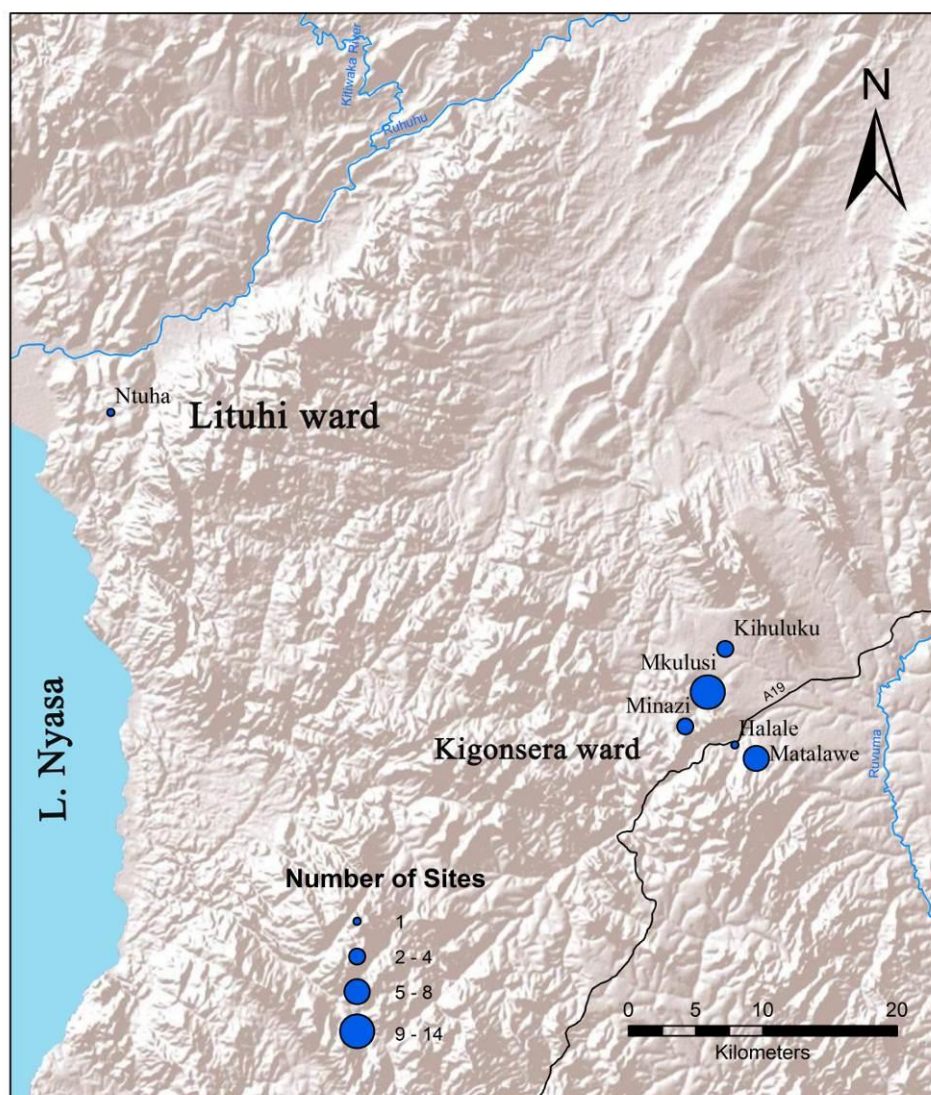 Kitiwaka River
Ruhuhu
N
Ntuha
Lituhi ward
Kihuluku
Mkulusi
A19
Minazi
Halale
Kigonsera ward
Matalawe
Ruvuma
L. Nyasa
Number of Sites
1
2 - 4
5 - 8
9 - 14
0 5 10 20
Kilometers